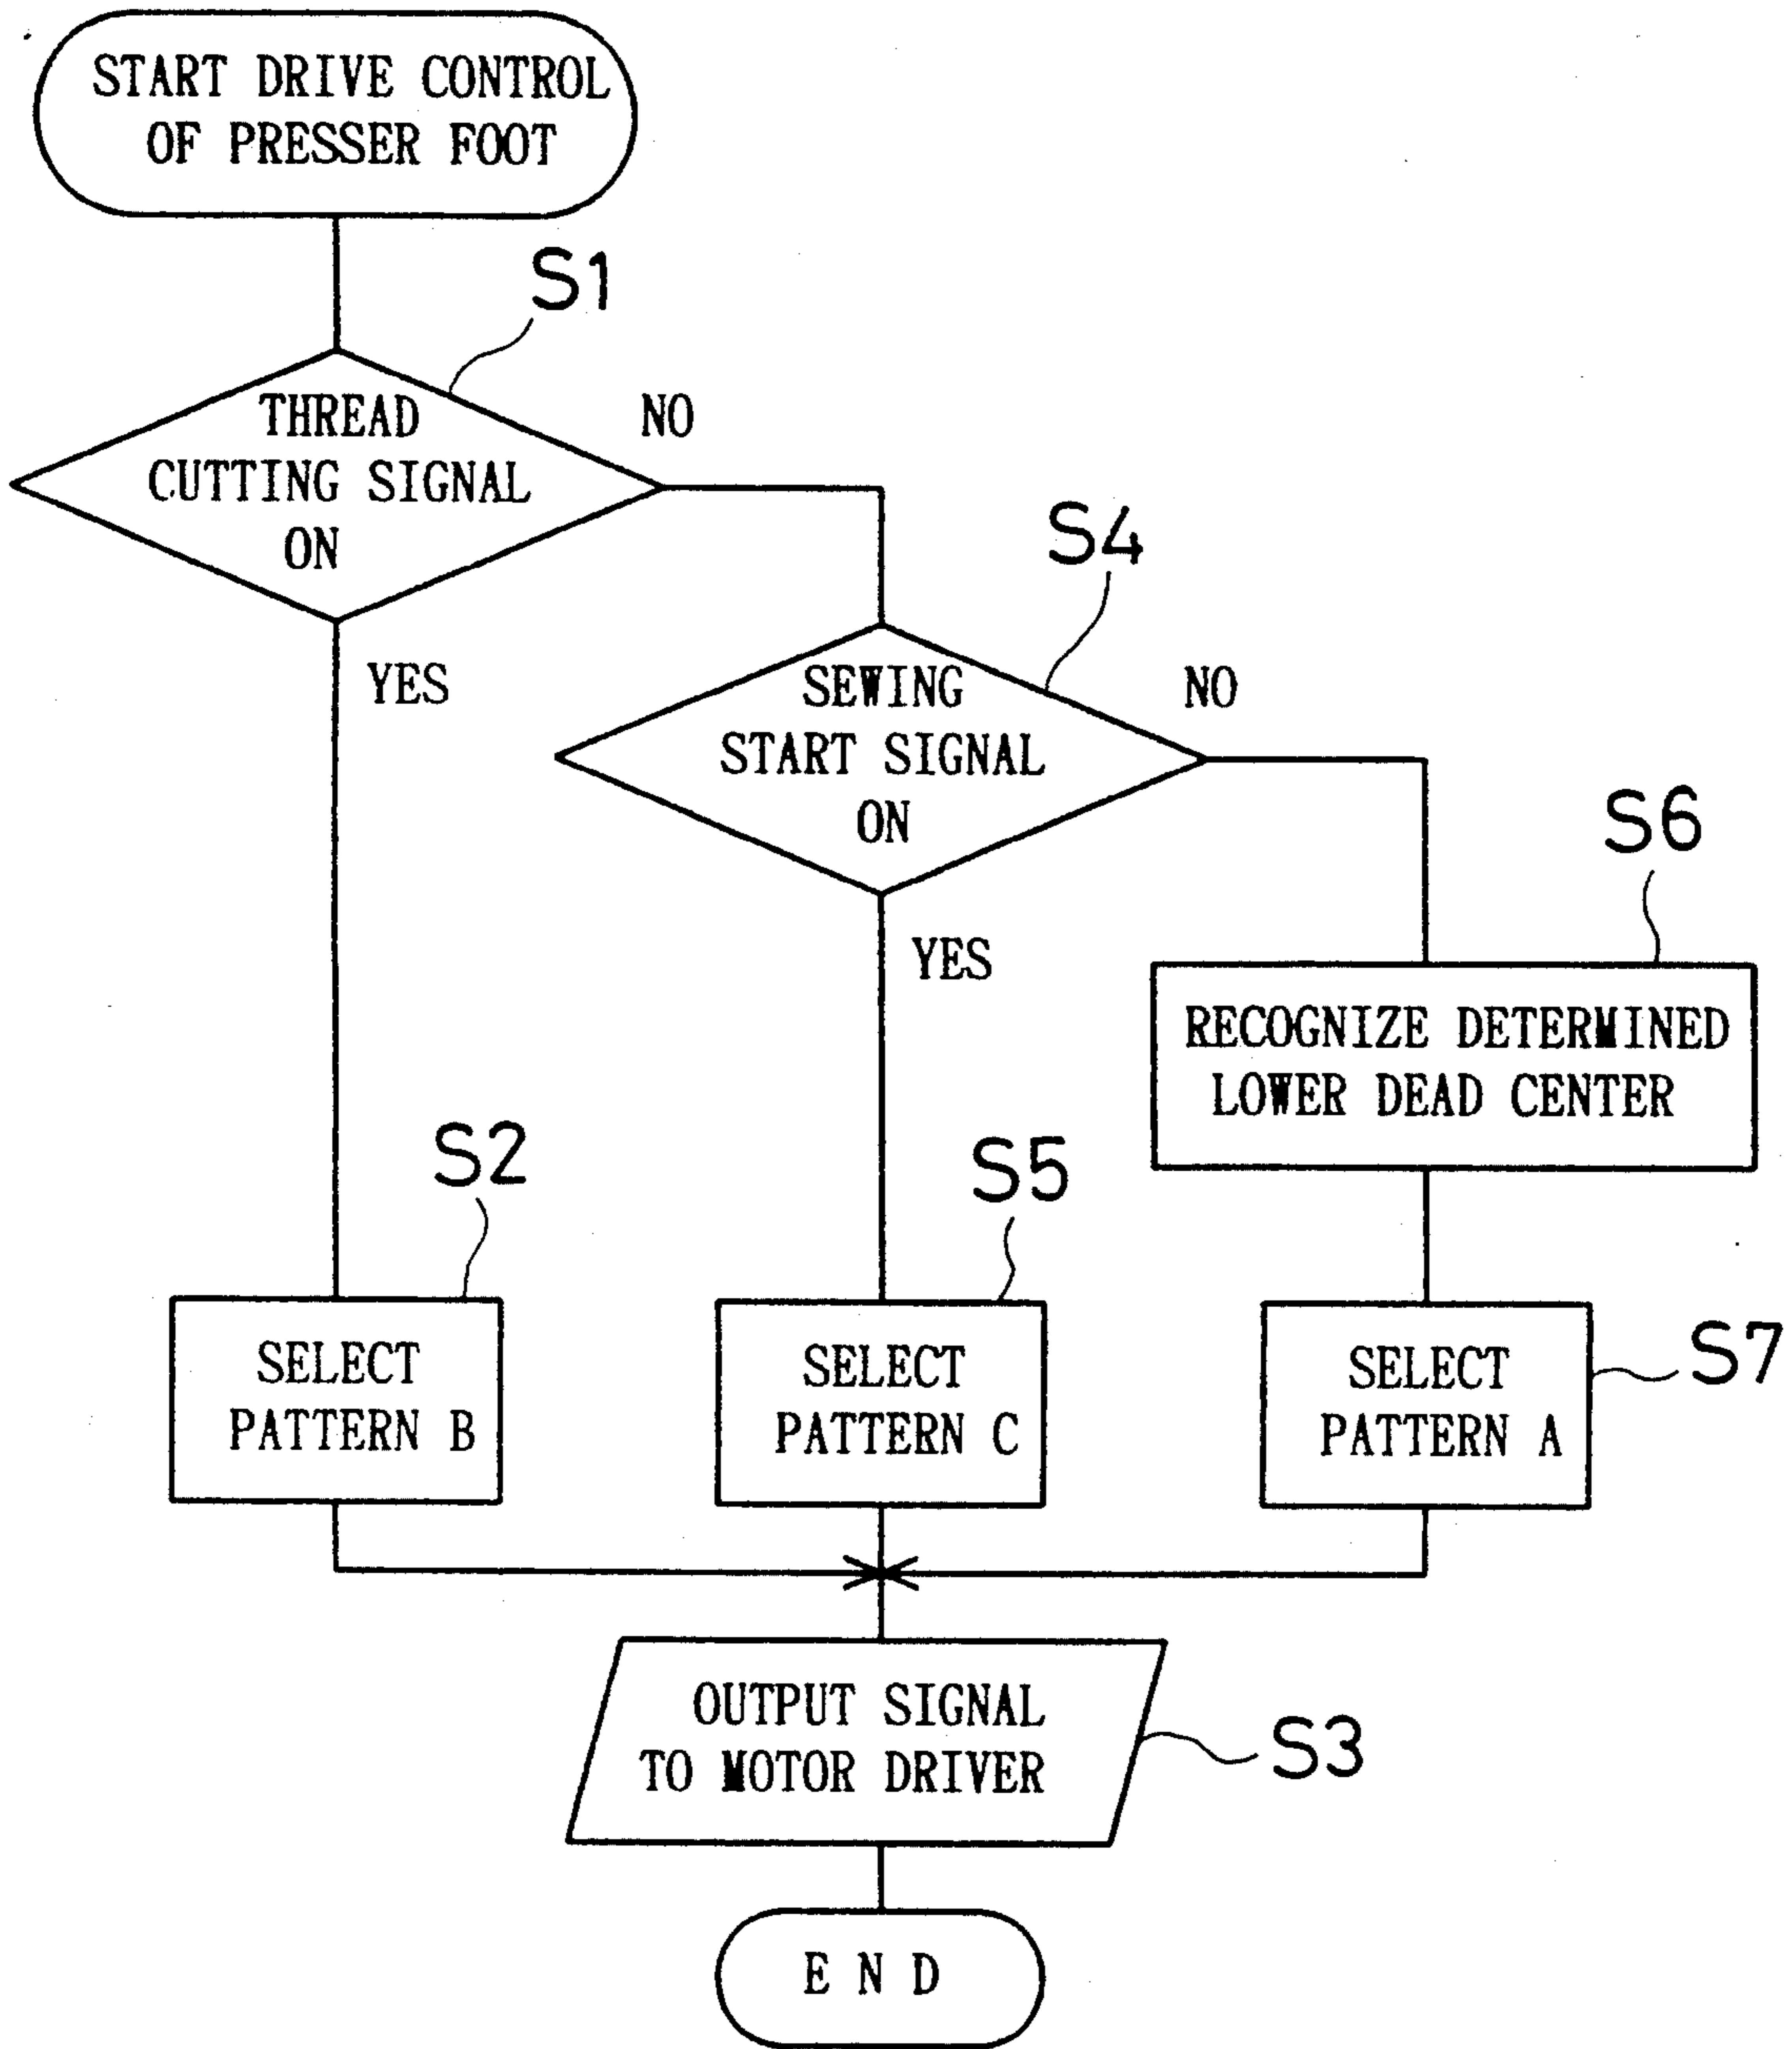 START DRIVE CONTROL
OF PRESSER FOOT
S1
THREAD
CUTTING SIGNAL
ON
NO
YES
S4
SEWING
START SIGNAL
ON
NO
YES
S6
RECOGNIZE DETERMINED
LOWER DEAD CENTER
S2
SELECT
PATTERN B
S5
SELECT
PATTERN C
S7
SELECT
PATTERN A
OUTPUT SIGNAL
TO MOTOR DRIVER
S3
END